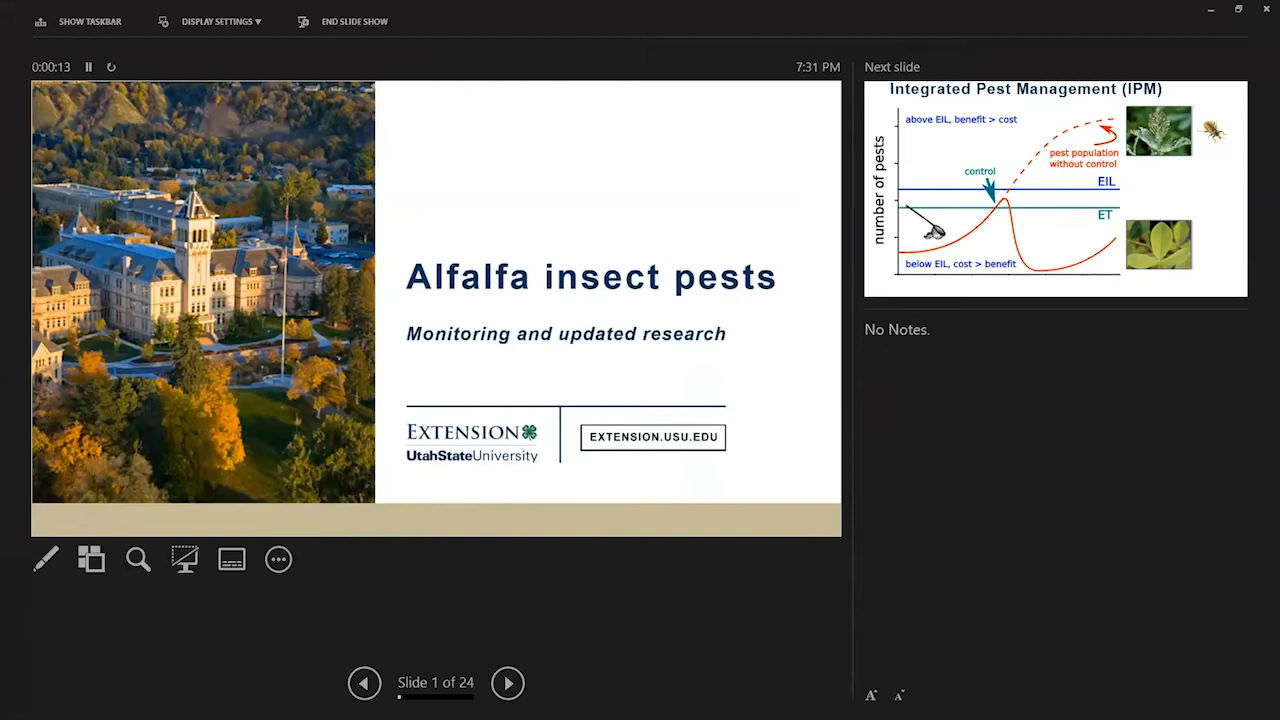 SHOW TASKBAR
DISPLAY SETTINGS ▼
END SLIDE SHOW
0:00:13
7:31 PM
Alfalfa insect pests
Monitoring and updated research
EXTENSION
UtahStateUniversity
EXTENSION.USU.EDU
Slide 1 of 24
Next slide
Integrated Pest Management (IPM)
above EIL, benefit > cost
number of pests
pest population
without control
control
EIL
ET
below EIL, cost > benefit
No Notes.
A
A